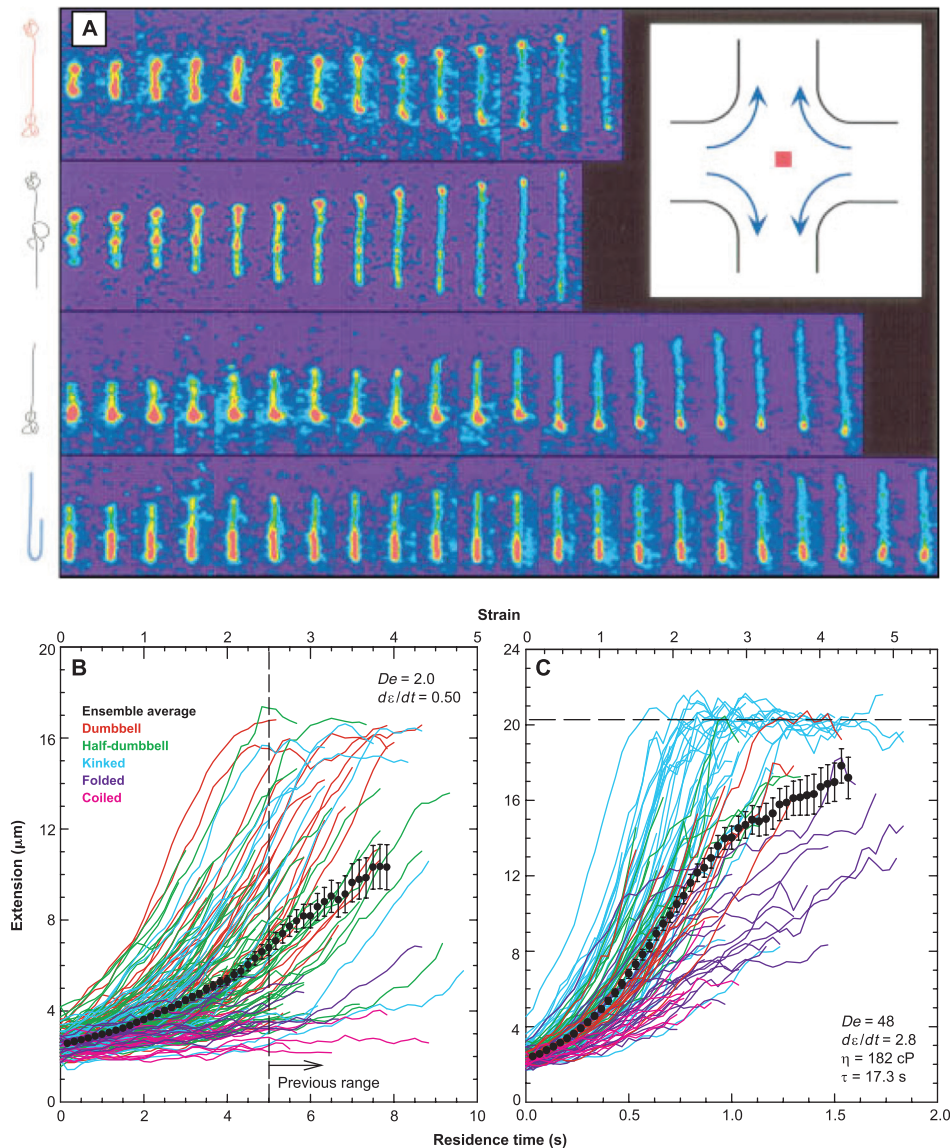 A
Strain
0 1 2 3 4 5
0 1 2 3 4 5
B
De = 2.0
dε/dt = 0.50
Ensemble average
Dumbbell
Half-dumbbell
Kinked
Folded
Coiled
Previous range
20
16
12
8
4
0
0 2 4 6 8 10
Extension (μm)
C
24
20
16
12
8
4
0
De = 48
dε/dt = 2.8
η = 182 cP
τ = 17.3 s
0.0 0.5 1.0 1.5 2.0
Residence time (s)